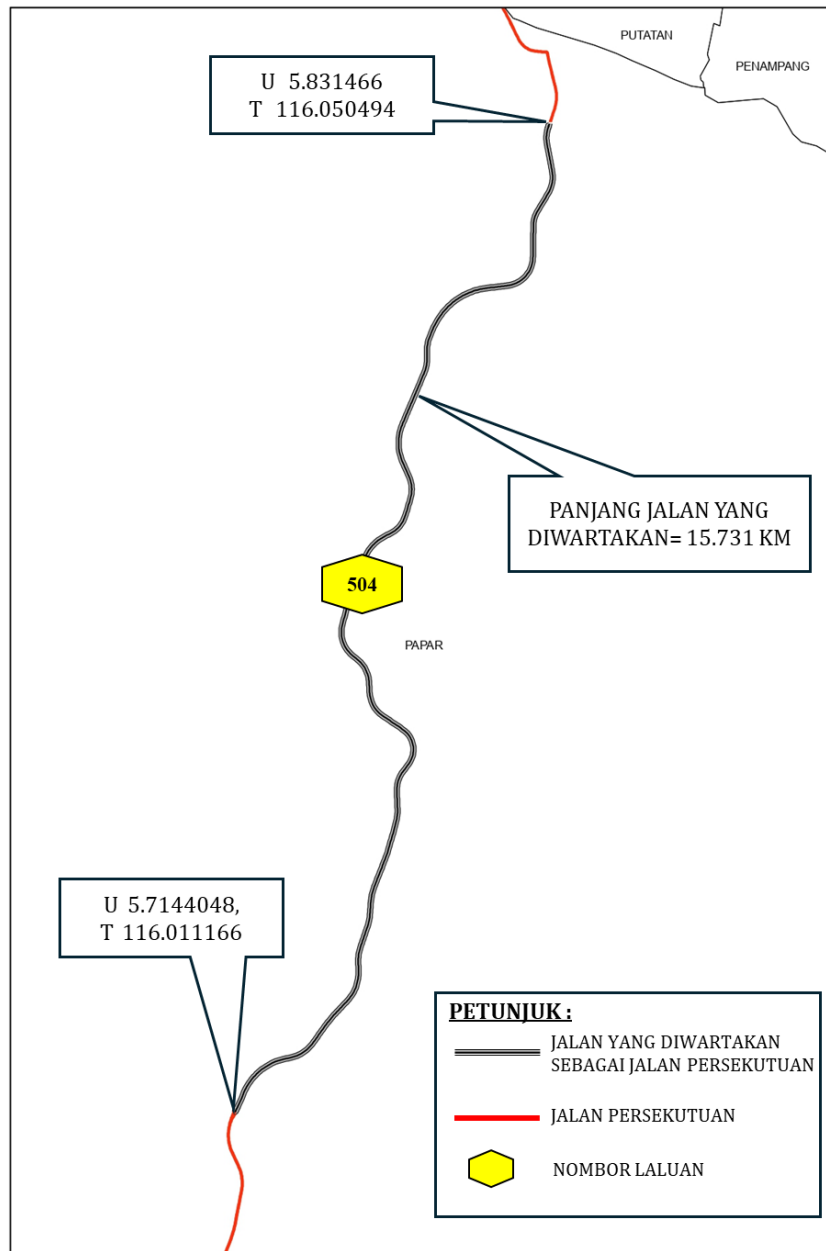 PUTATAN
PENAMPANG
U 5.831466
T 116.050494
PANJANG JALAN YANG
DIWARTAKAN= 15.731 KM
504
PAPAR
U 5.7144048,
T 116.011166
PETUNJUK :
JALAN YANG DIWARTAKAN
SEBAGAI JALAN PERSEKUTUAN
JALAN PERSEKUTUAN
NOMBOR LALUAN